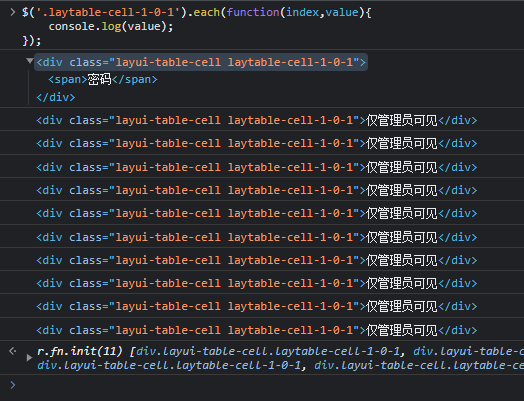 > $('.laytable-cell-1-0-1').each(function(index,value){
console.log(value);
});
▼<div class="layui-table-cell laytable-cell-1-0-1">
<span>密码</span>
</div>
<div class="layui-table-cell laytable-cell-1-0-1">仅管理员可见</div>
<div class="layui-table-cell laytable-cell-1-0-1">仅管理员可见</div>
<div class="layui-table-cell laytable-cell-1-0-1">仅管理员可见</div>
<div class="layui-table-cell laytable-cell-1-0-1">仅管理员可见</div>
<div class="layui-table-cell laytable-cell-1-0-1">仅管理员可见</div>
<div class="layui-table-cell laytable-cell-1-0-1">仅管理员可见</div>
<div class="layui-table-cell laytable-cell-1-0-1">仅管理员可见</div>
<div class="layui-table-cell laytable-cell-1-0-1">仅管理员可见</div>
<div class="layui-table-cell laytable-cell-1-0-1">仅管理员可见</div>
<div class="layui-table-cell laytable-cell-1-0-1">仅管理员可见</div>
r.fn.init(11) [div.layui-table-cell.laytable-cell-1-0-1, div.layui-table-c
div.layui-table-cell.laytable-cell-1-0-1, div.layui-table-cell.laytable-ce
>